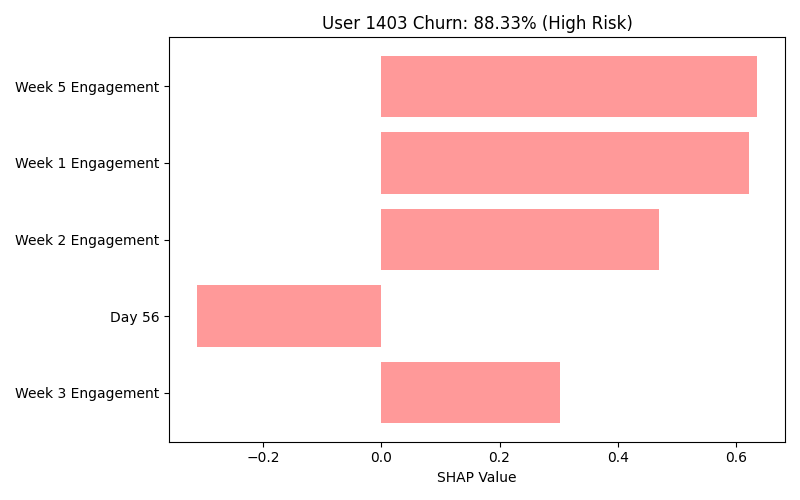 User 1403 Churn: 88.33% (High Risk)
Week 5 Engagement
Week 1 Engagement
Week 2 Engagement
Day 56
Week 3 Engagement
−0.2 0.0 0.2 0.4 0.6
SHAP Value